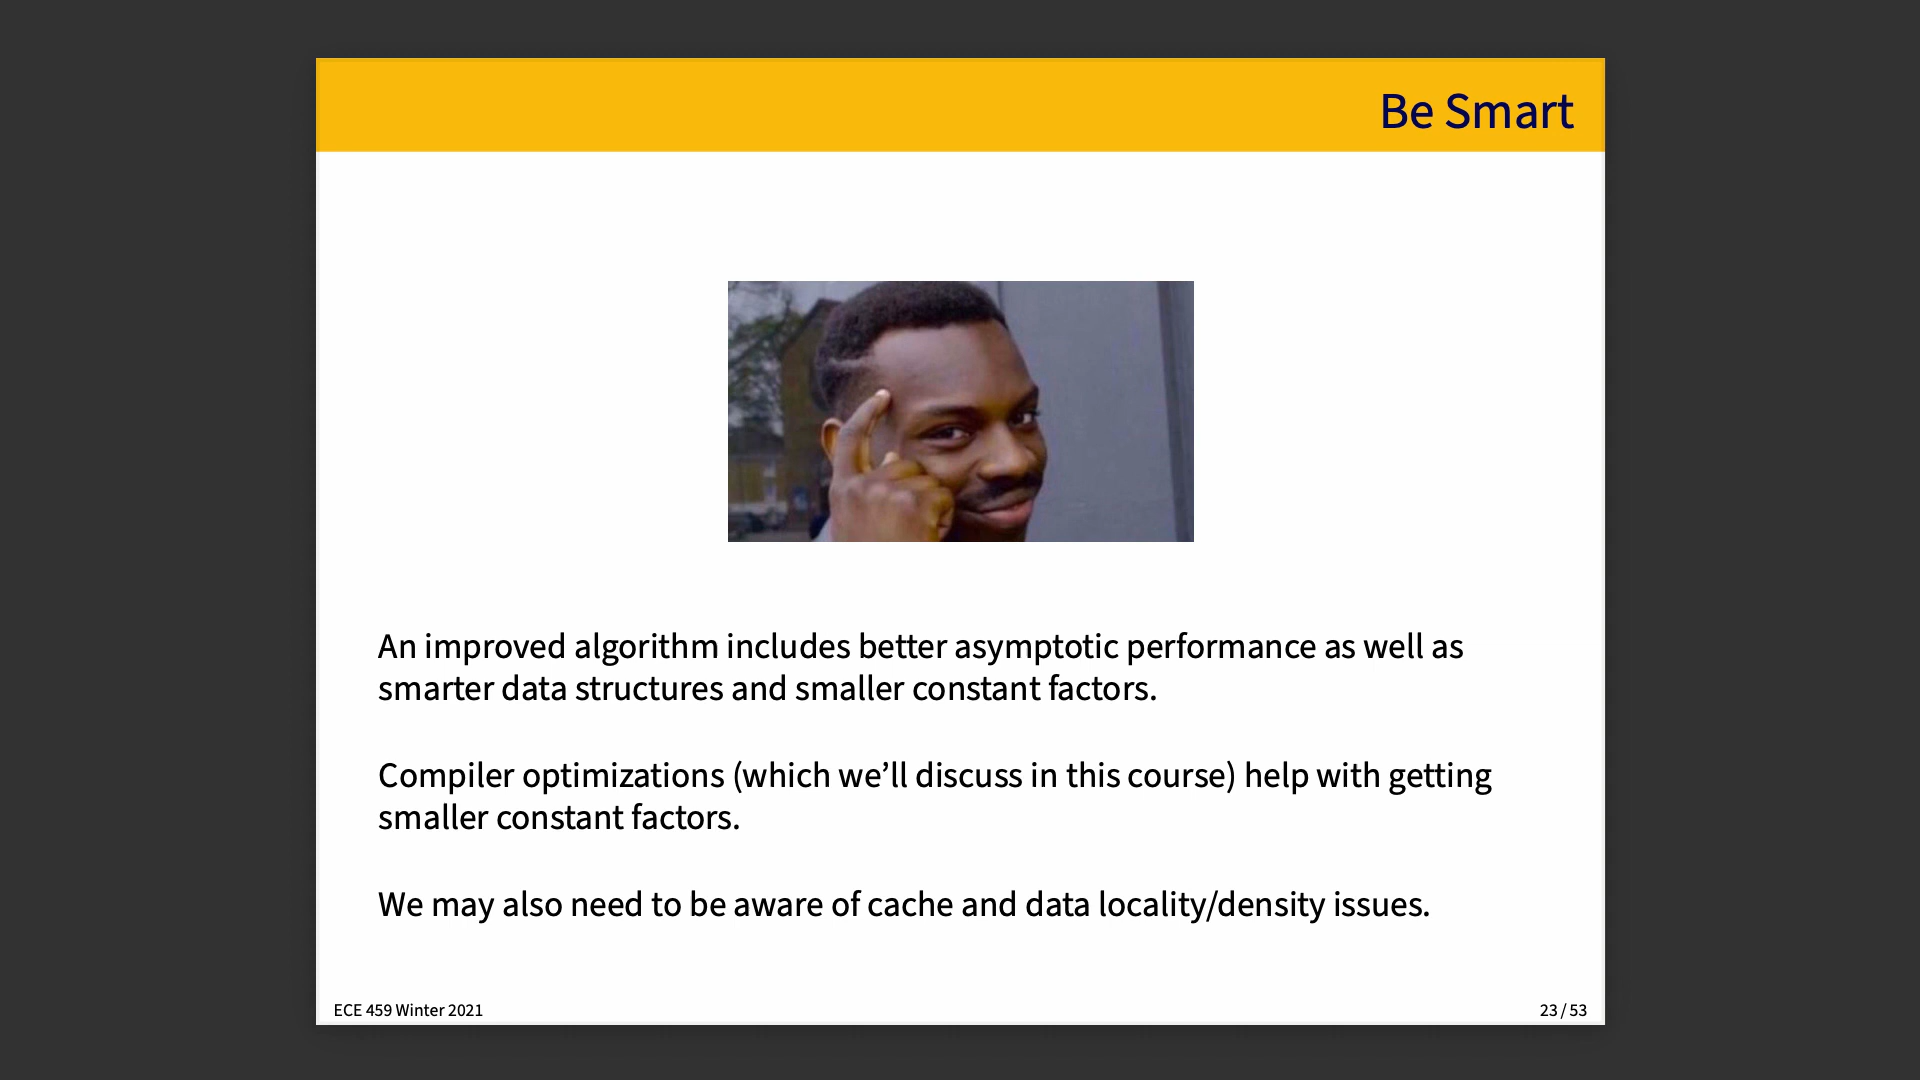 Be Smart
An improved algorithm includes better asymptotic performance as well as
smarter data structures and smaller constant factors.
Compiler optimizations (which we’ll discuss in this course) help with getting
smaller constant factors.
We may also need to be aware of cache and data locality/density issues.
ECE 459 Winter 2021
23 / 53